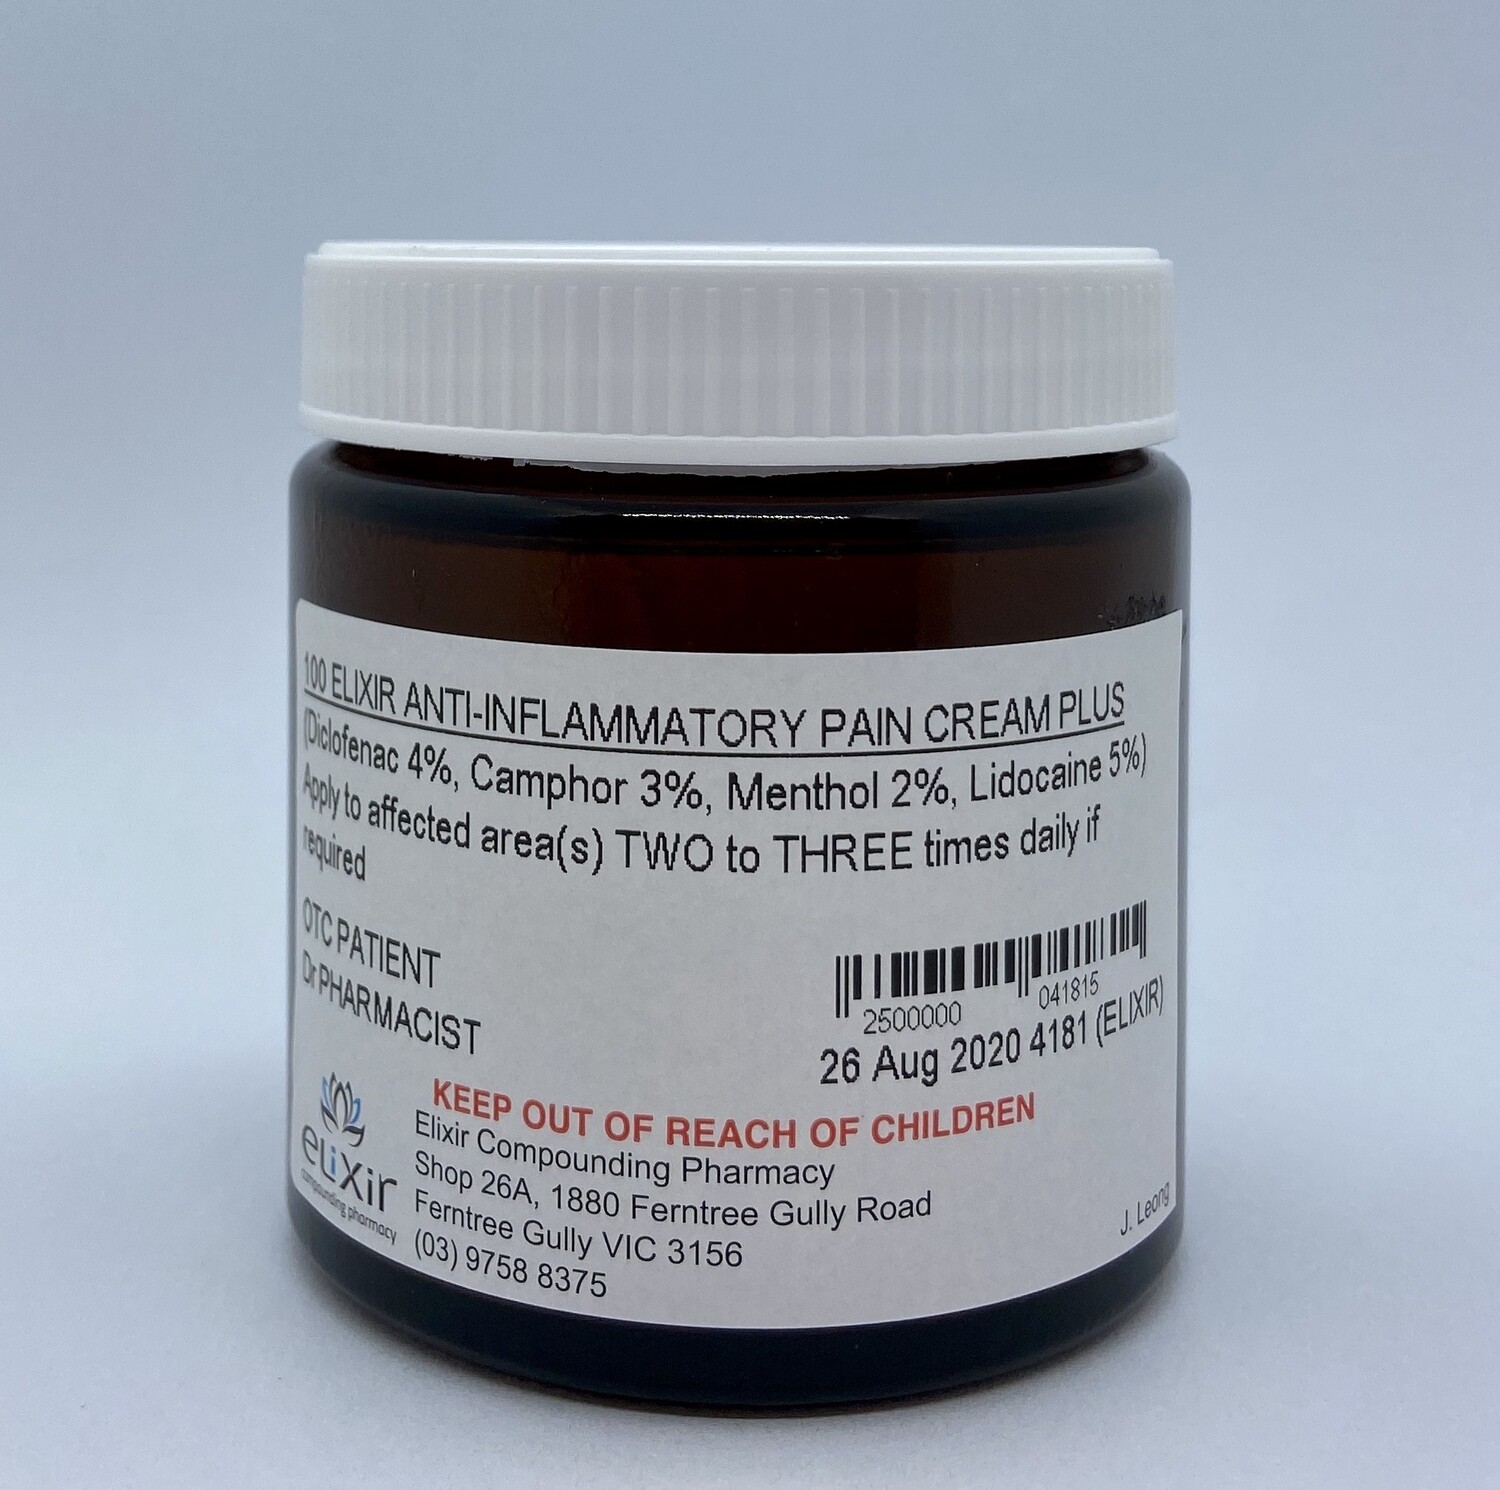 100 ELIXIR ANTI-INFLAMMATORY PAIN CREAM PLUS
(Diclofenac 4%, Camphor 3%, Menthol 2%, Lidocaine 5%)
Apply to affected area(s) TWO to THREE times daily if
required
OTC PATIENT
Dr PHARMACIST
2500000 041815
26 Aug 2020 4181 (ELIXIR)
KEEP OUT OF REACH OF CHILDREN
eliXir
compounding pharmacy
Elixir Compounding Pharmacy
Shop 26A, 1880 Ferntree Gully Road
Ferntree Gully VIC 3156
(03) 9758 8375
J. Leong